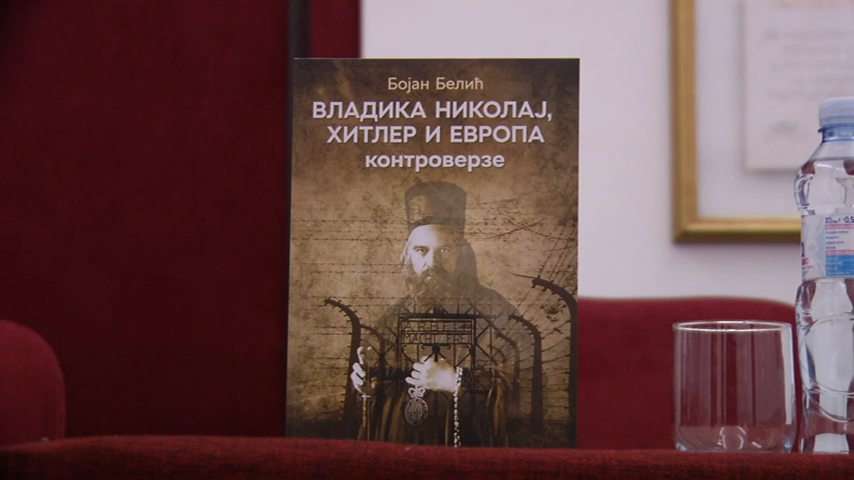 Бојан Белић
ВЛАДИКА НИКОЛАЈ,
ХИТЛЕР И ЕВРОПА
контроверзе